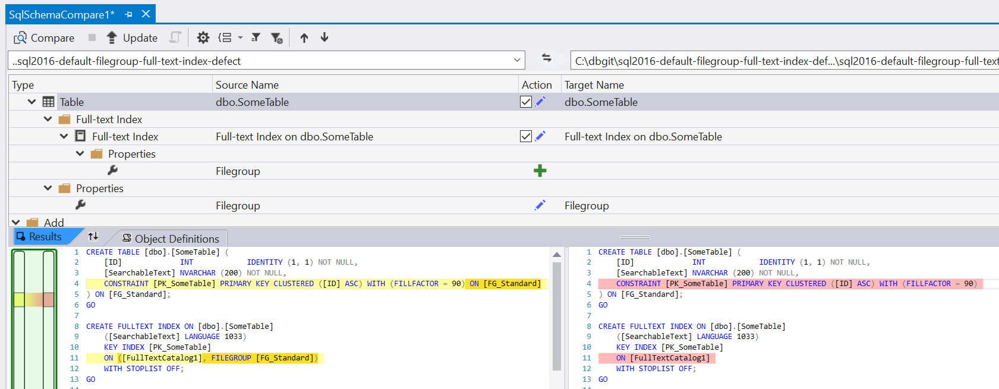 SqlSchemaCompare1*
Compare Update
..sql2016-default-filegroup-full-text-index-defect
C:\dbgit\sql2016-default-filegroup-full-text-index-def...\sql2016-default-filegroup-full-text
Type Source Name Action Target Name
Table dbo.SomeTable dbo.SomeTable
Full-text Index
Full-text Index Full-text Index on dbo.SomeTable Full-text Index on dbo.SomeTable
Properties
Filegroup
Properties
Filegroup Filegroup
Add
Results Object Definitions
1 CREATE TABLE [dbo].[SomeTable] (
2 [ID] INT IDENTITY (1, 1) NOT NULL,
3 [SearchableText] NVARCHAR (200) NOT NULL,
4 CONSTRAINT [PK_SomeTable] PRIMARY KEY CLUSTERED ([ID] ASC) WITH (FILLFACTOR = 90) ON [FG_Standard]
5 ) ON [FG_Standard];
6 GO
7
8 CREATE FULLTEXT INDEX ON [dbo].[SomeTable]
9 ([SearchableText] LANGUAGE 1033)
10 KEY INDEX [PK_SomeTable]
11 ON ([FullTextCatalog1], FILEGROUP [FG_Standard])
12 WITH STOPLIST OFF;
13 GO
1 CREATE TABLE [dbo].[SomeTable] (
2 [ID] INT IDENTITY (1, 1) NOT NULL,
3 [SearchableText] NVARCHAR (200) NOT NULL,
4 CONSTRAINT [PK_SomeTable] PRIMARY KEY CLUSTERED ([ID] ASC) WITH (FILLFACTOR = 90)
5 ) ON [FG_Standard];
6 GO
7
8 CREATE FULLTEXT INDEX ON [dbo].[SomeTable]
9 ([SearchableText] LANGUAGE 1033)
10 KEY INDEX [PK_SomeTable]
11 ON [FullTextCatalog1]
12 WITH STOPLIST OFF;
13 GO